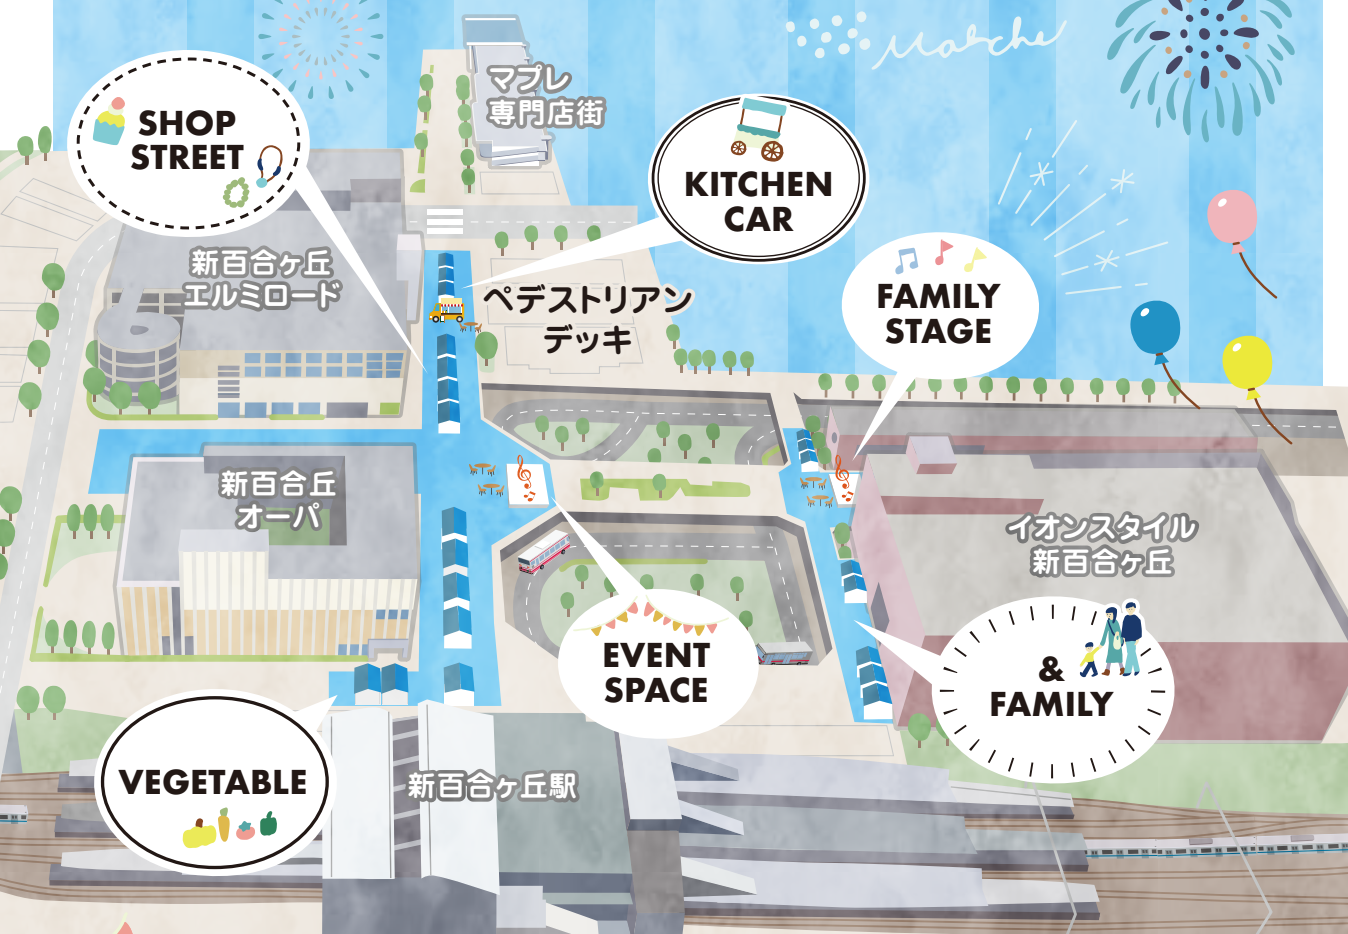 Marche
マプレ
専門店街
SHOP
STREET
KITCHEN
CAR
新百合ヶ丘
エルミロード
ペデストリアン
デッキ
FAMILY
STAGE
新百合丘
オーパ
イオンスタイル
新百合ヶ丘
EVENT
SPACE
&
FAMILY
VEGETABLE
新百合ヶ丘駅